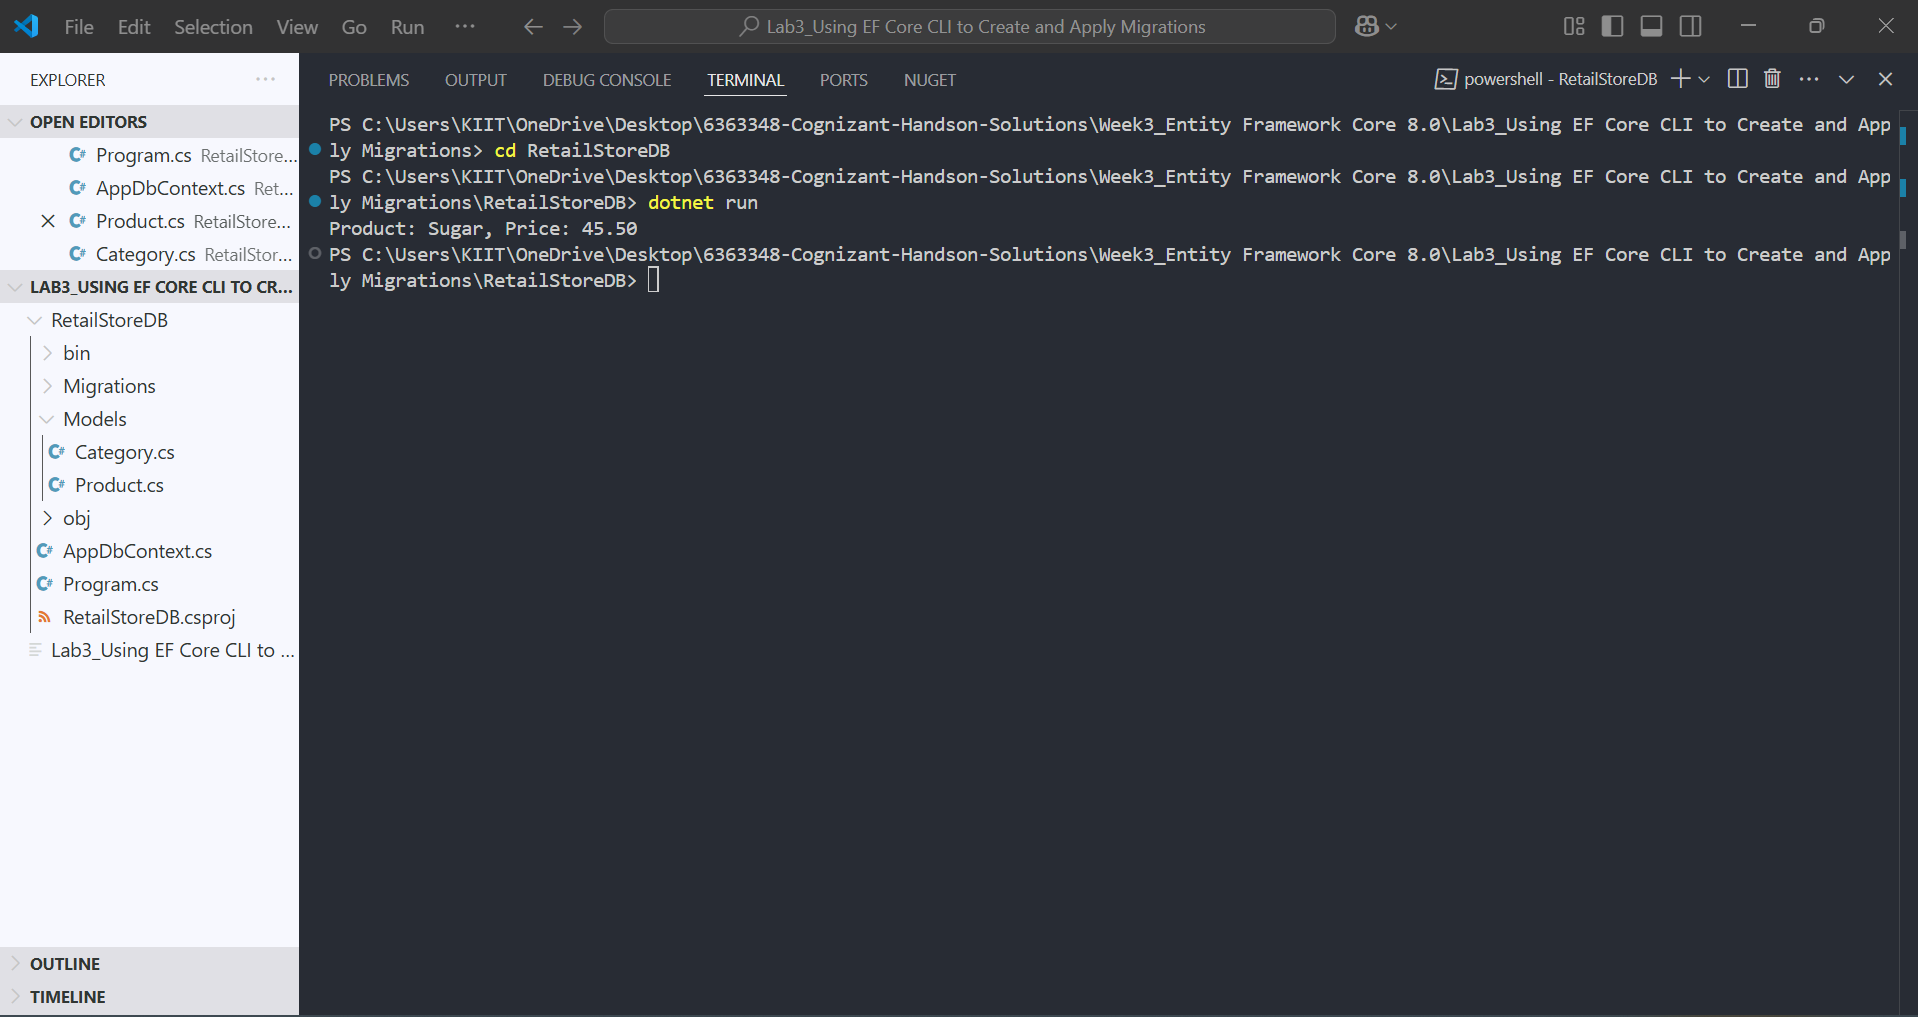 File Edit Selection View Go Run ··· Lab3_Using EF Core CLI to Create and Apply Migrations
EXPLORER ···
OPEN EDITORS
Program.cs RetailStore...
AppDbContext.cs Ret...
Product.cs RetailStore...
Category.cs RetailStor...
LAB3_USING EF CORE CLI TO CR...
RetailStoreDB
bin
Migrations
Models
Category.cs
Product.cs
obj
AppDbContext.cs
Program.cs
RetailStoreDB.csproj
Lab3_Using EF Core CLI to ...
OUTLINE
TIMELINE
PROBLEMS OUTPUT DEBUG CONSOLE TERMINAL PORTS NUGET powershell - RetailStoreDB
PS C:\Users\KIIT\OneDrive\Desktop\6363348-Cognizant-Handson-Solutions\Week3_Entity Framework Core 8.0\Lab3_Using EF Core CLI to Create and App
ly Migrations> cd RetailStoreDB
PS C:\Users\KIIT\OneDrive\Desktop\6363348-Cognizant-Handson-Solutions\Week3_Entity Framework Core 8.0\Lab3_Using EF Core CLI to Create and App
ly Migrations\RetailStoreDB> dotnet run
Product: Sugar, Price: 45.50
PS C:\Users\KIIT\OneDrive\Desktop\6363348-Cognizant-Handson-Solutions\Week3_Entity Framework Core 8.0\Lab3_Using EF Core CLI to Create and App
ly Migrations\RetailStoreDB>